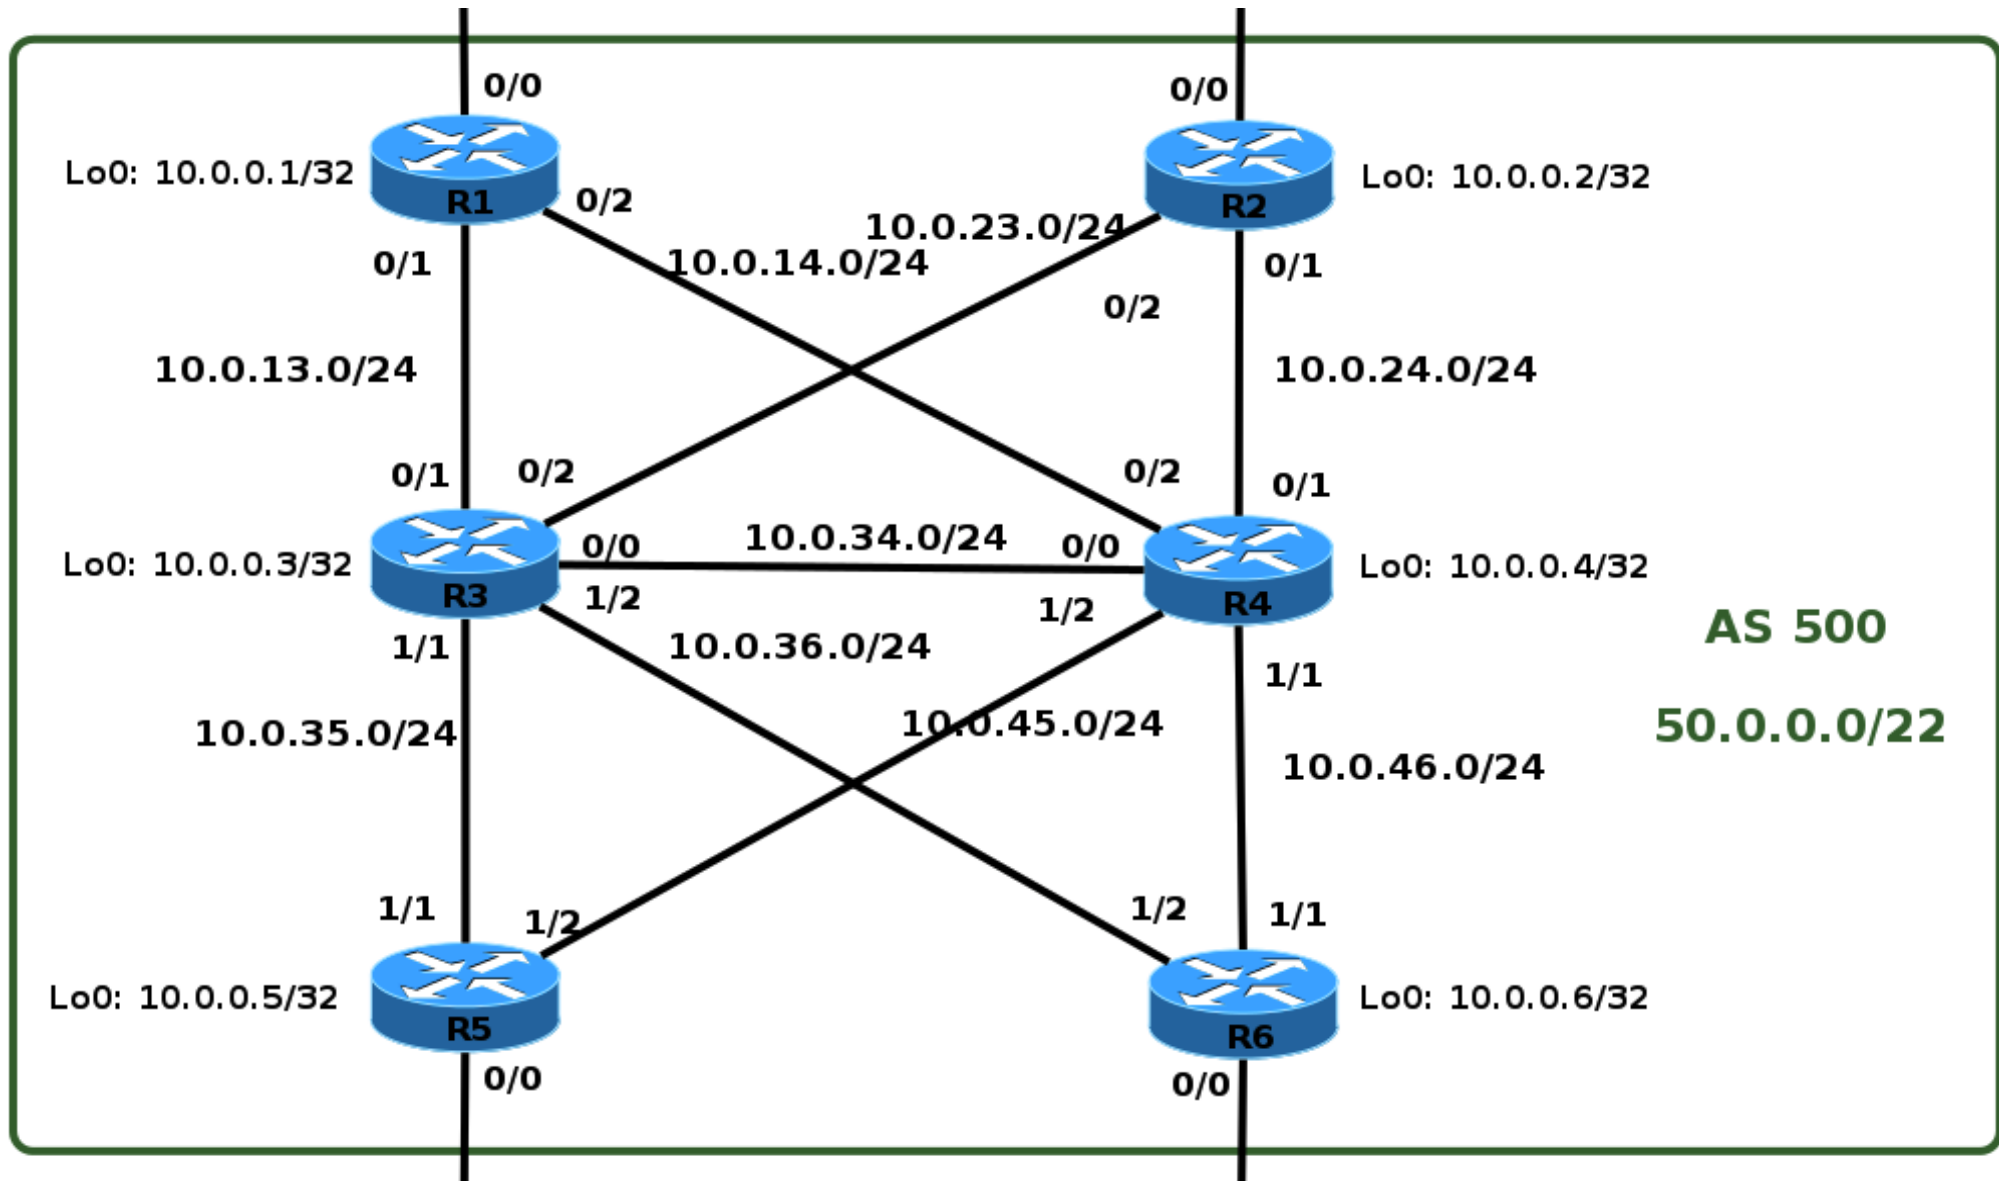 0/0
0/0
Lo0: 10.0.0.1/32
R1
0/2
10.0.23.0/24
R2
Lo0: 10.0.0.2/32
0/1
10.0.14.0/24
0/1
0/2
10.0.13.0/24
10.0.24.0/24
0/1
0/2
0/2
0/1
Lo0: 10.0.0.3/32
R3
0/0
10.0.34.0/24
0/0
R4
Lo0: 10.0.0.4/32
1/2
1/2
AS 500
1/1
10.0.36.0/24
1/1
10.0.35.0/24
10.0.45.0/24
50.0.0.0/22
10.0.46.0/24
1/1
1/2
1/2
1/1
Lo0: 10.0.0.5/32
R5
R6
Lo0: 10.0.0.6/32
0/0
0/0